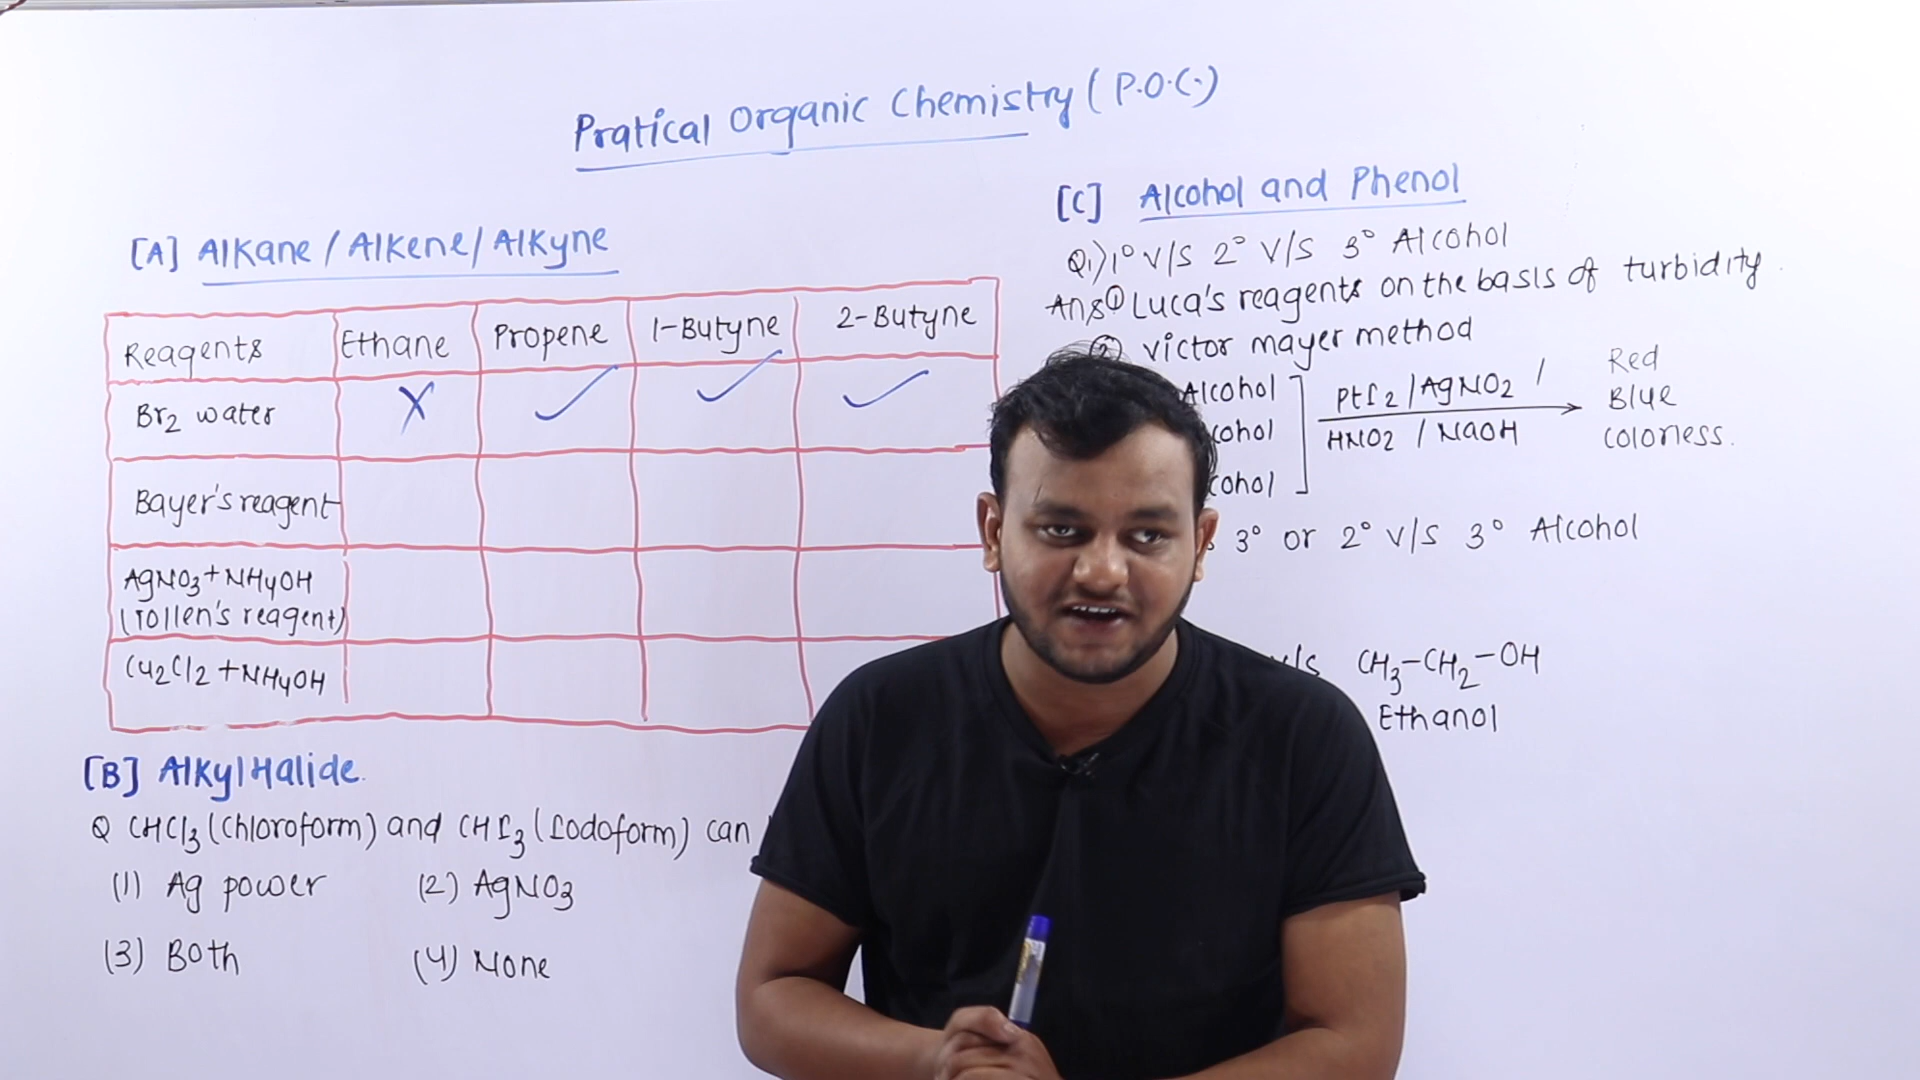 Pratical Organic Chemistry (P.O.C.)
[A] Alkane / Alkene / Alkyne
Reagents Ethane Propene 1-Butyne 2-Butyne
Br2 water X ✓ ✓ ✓
Bayer's reagent
AgNO3 + NH4OH
(Tollen's reagent)
Cu2Cl2 + NH4OH
[B] Alkyl Halide.
Q CHCl3 (Chloroform) and CHI3 (Iodoform) can
(1) Ag power (2) AgNO3
(3) Both (4) None
[C] Alcohol and Phenol
Q.1) 1° V/S 2° V/S 3° Alcohol
Ans ① Luca's reagents on the basis of turbidity.
② Victor mayer method
Alcohol
cohol
cohol
PtI2 / AgNO2 /
HNO2 / NaOH
Red
Blue
Colorless.
3° or 2° V/S 3° Alcohol
v/s CH3-CH2-OH
Ethanol